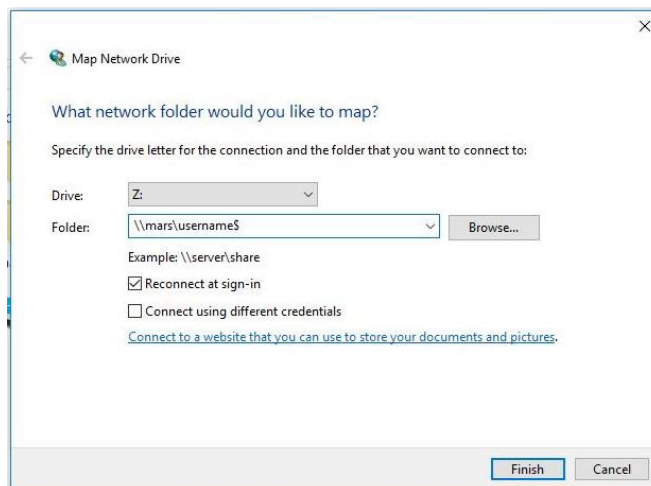 Map Network Drive
What network folder would you like to map?
Specify the drive letter for the connection and the folder that you want to connect to:
Drive: Z:
Folder: \\mars\username$ Browse...
Example: \\server\share
Reconnect at sign-in
Connect using different credentials
Connect to a website that you can use to store your documents and pictures.
Finish Cancel